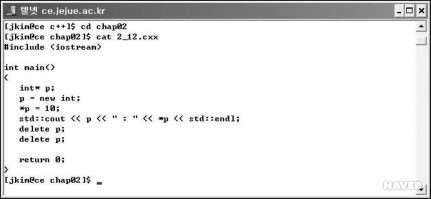 텔넷 ce.jejue.ac.kr
[jkim@ce c++]$ cd chap02
[jkim@ce chap02]$ cat 2_12.cxx
#include <iostream>

int main()
{
    int* p;
    p = new int;
    *p = 10;
    std::cout << p << " : " << *p << std::endl;
    delete p;
    delete p;

    return 0;
}
[jkim@ce chap02]$
NAVER